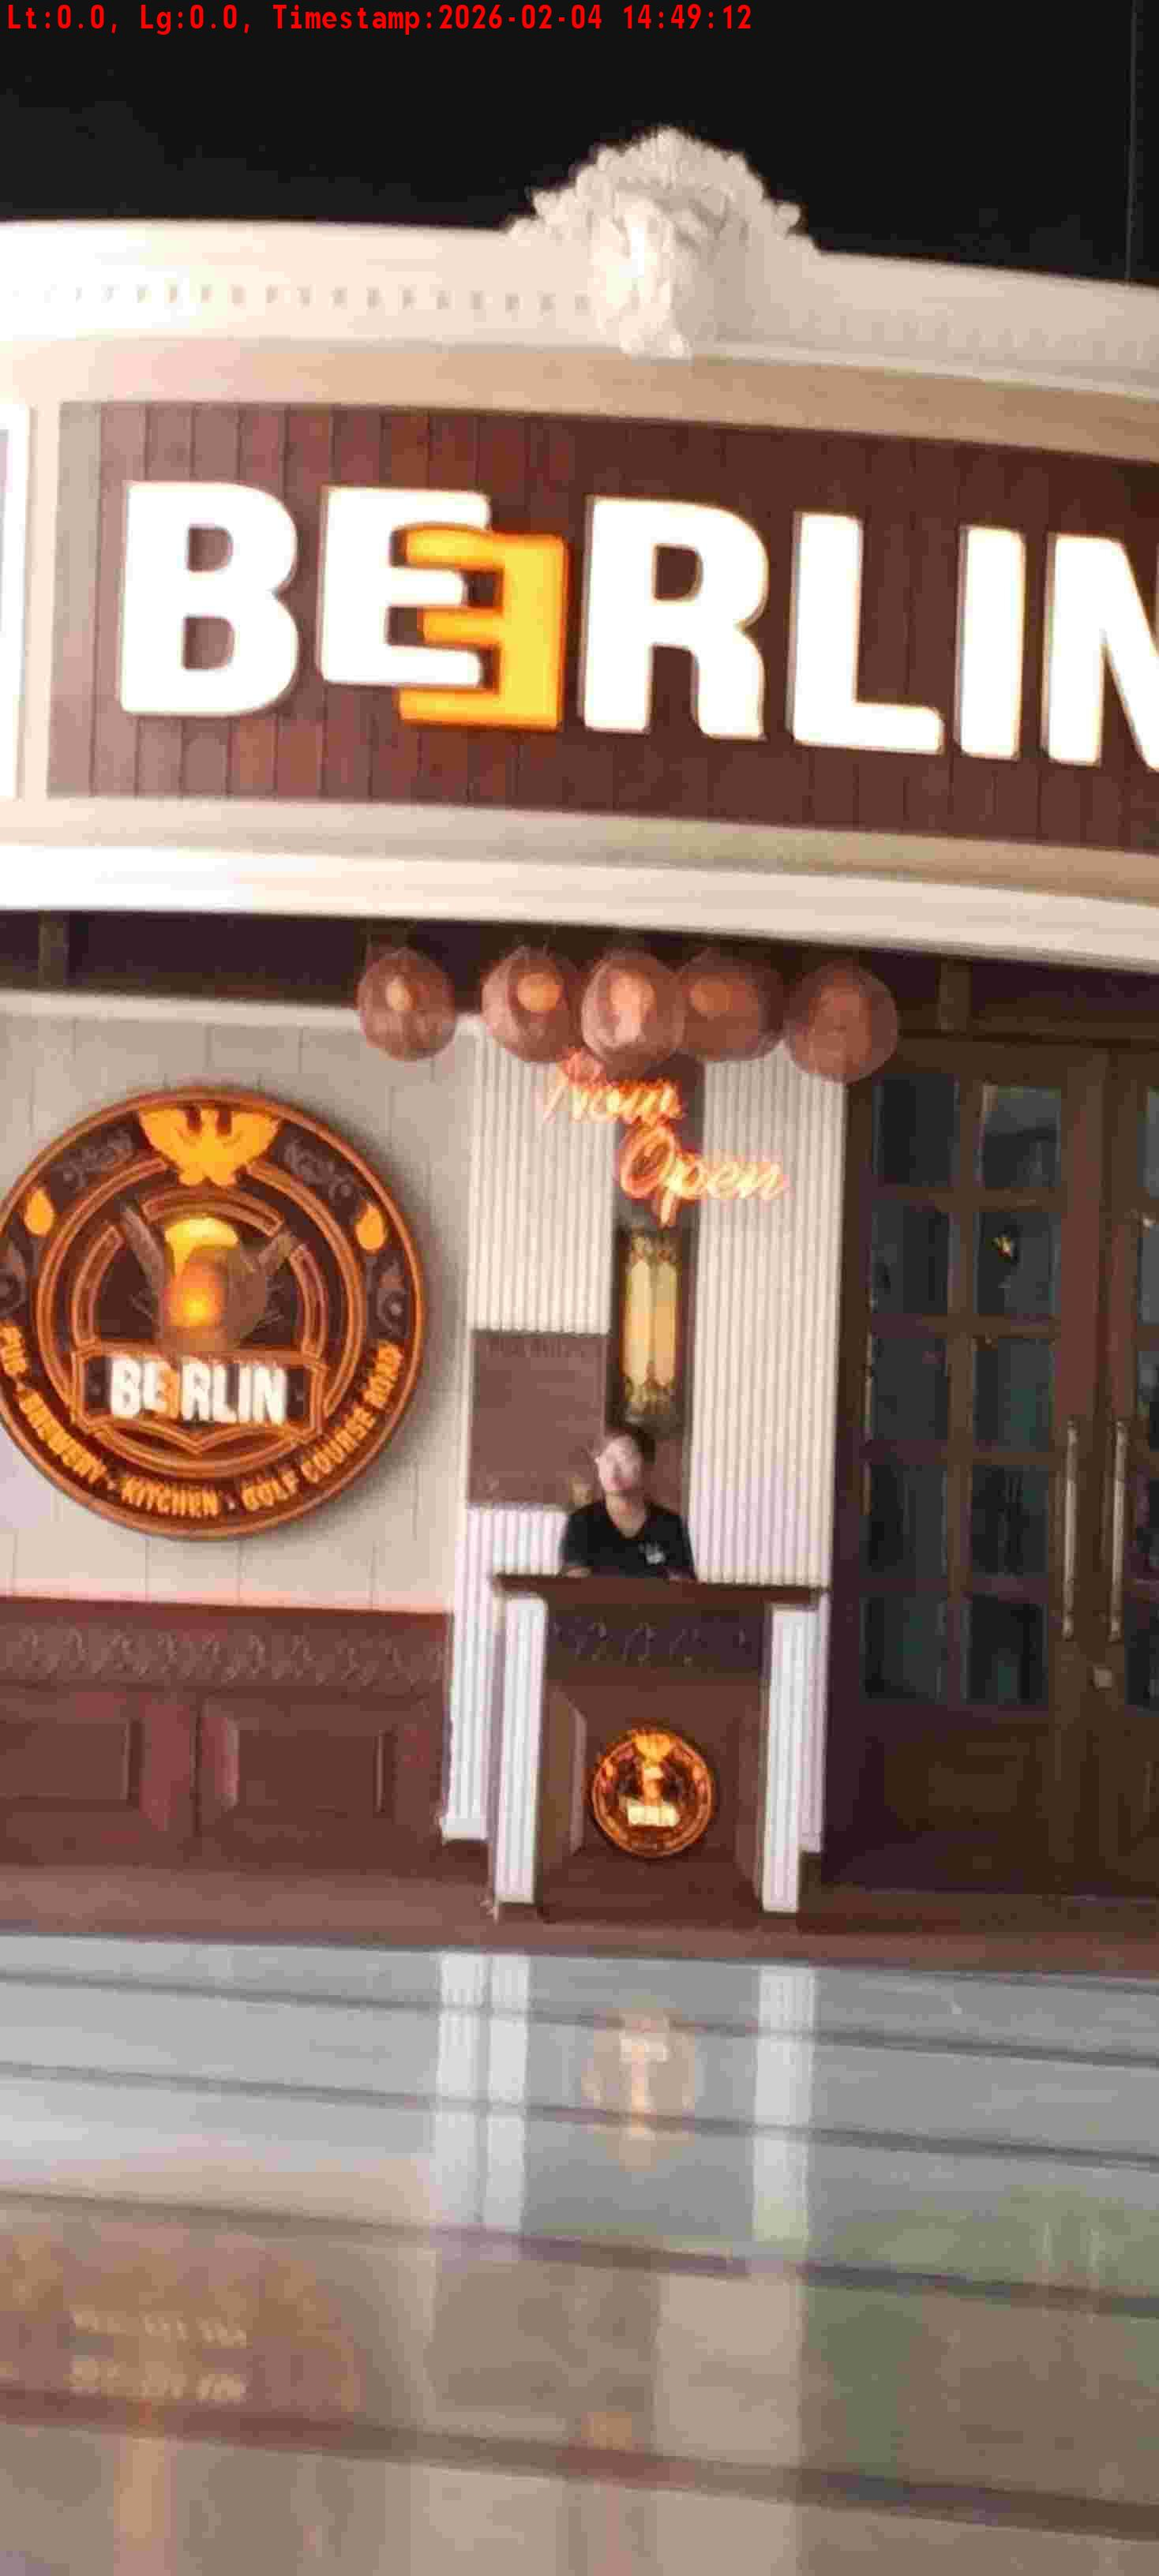 Lt:0.0, Lg:0.0, Timestamp:2026-02-04 14:49:12
BEERLIN
Now
Open
BEERLIN
PUB • BREWERY • KITCHEN • GOLF COURSE ROAD